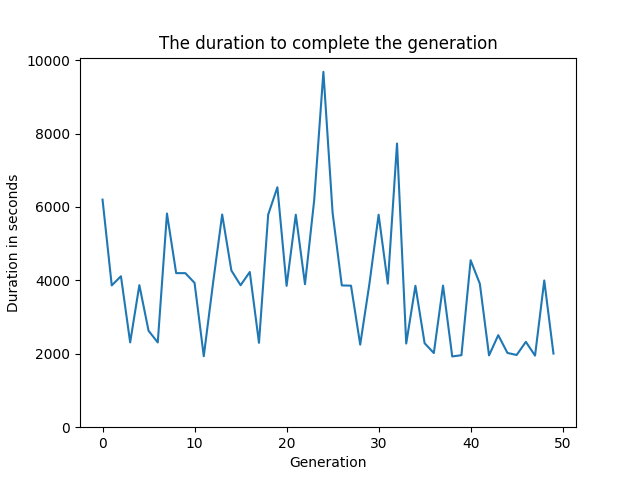 The duration to complete the generation
10000
8000
6000
4000
2000
0
Duration in seconds
0 10 20 30 40 50
Generation